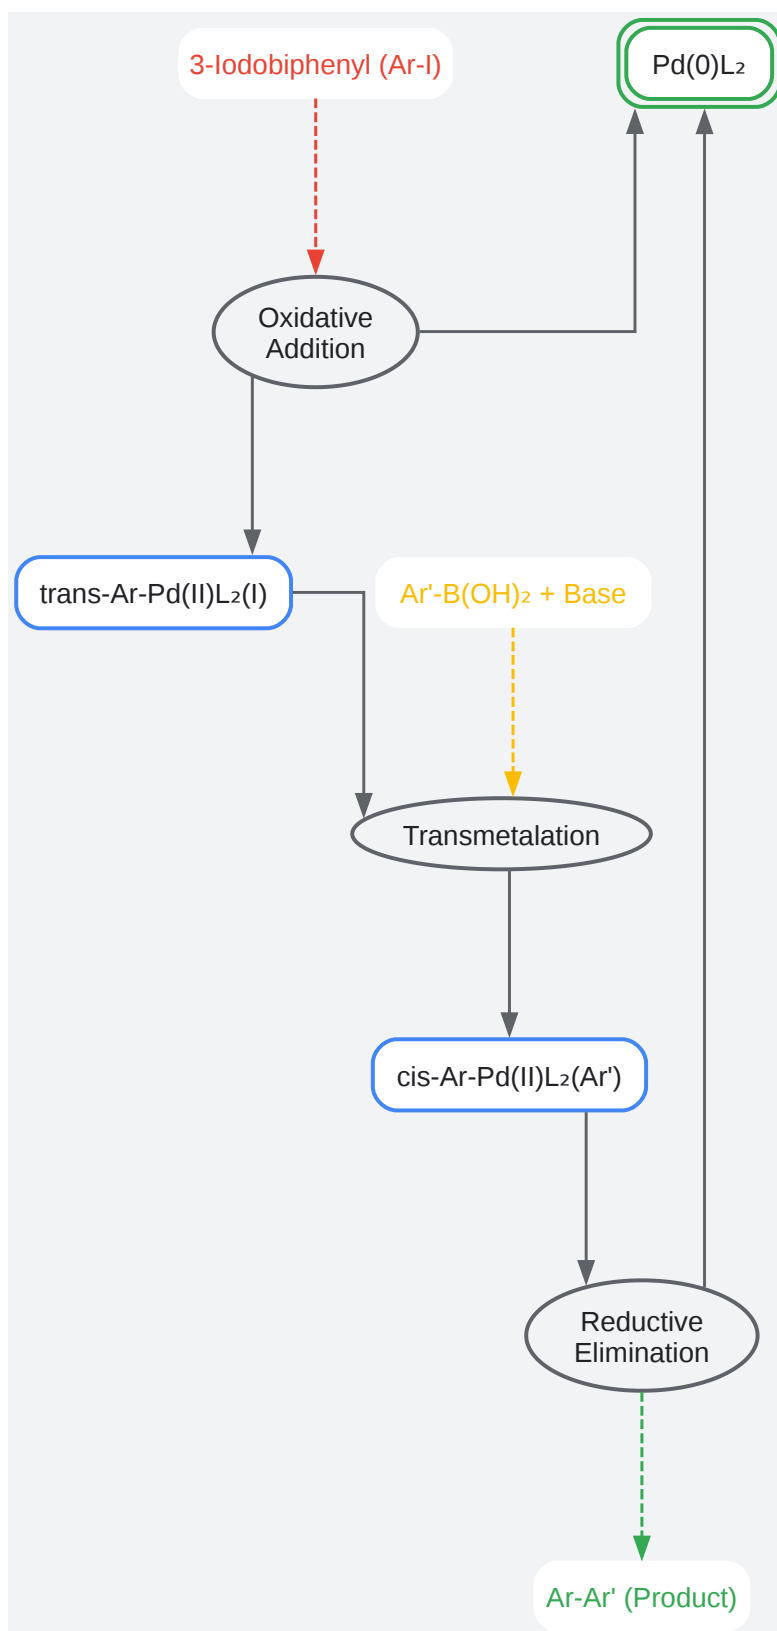 3-Iodobiphenyl (Ar-I)
Pd(0)L₂
Oxidative
Addition
trans-Ar-Pd(II)L₂(I)
Ar'-B(OH)₂ + Base
Transmetalation
cis-Ar-Pd(II)L₂(Ar')
Reductive
Elimination
Ar-Ar' (Product)